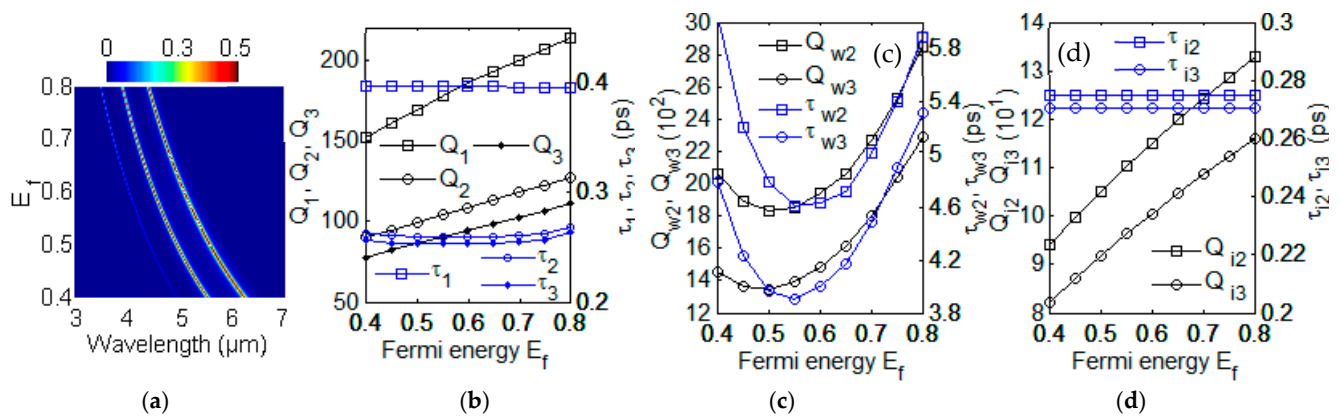 0 0.3 0.5
0.8
0.7
0.6
0.5
0.4
E_f
3 4 5 6 7
Wavelength (μm)
(a)
200
150
100
50
Q_1, Q_2, Q_3
Q_1 Q_3
Q_2
τ_1 τ_2
τ_3
0.4
0.3
0.2
τ_1, τ_2, τ_3 (ps)
0.4 0.5 0.6 0.7 0.8
Fermi energy E_f
(b)
30
28
26
24
22
20
18
16
14
12
Q_w2, Q_w3 (10^2)
(c)
Q_w2
Q_w3
τ_w2
τ_w3
5.8
5.4
5
4.6
4.2
3.8
τ_w2, τ_w3 (ps)
0.4 0.5 0.6 0.7 0.8
Fermi energy E_f
(c)
14
13
12
11
10
9
8
Q_i2, Q_i3 (10^1)
(d)
τ_i2
τ_i3
Q_i2
Q_i3
0.3
0.28
0.26
0.24
0.22
0.2
τ_i2, τ_i3 (ps)
0.4 0.5 0.6 0.7 0.8
Fermi energy E_f
(d)